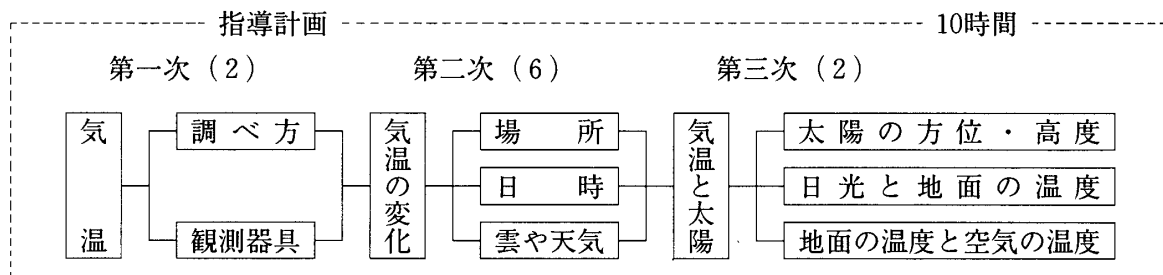 指導計画 10時間
第一次(2) 第二次(6) 第三次(2)
気温
調べ方
観測器具
気温の変化
場所
日時
雲や天気
気温と太陽
太陽の方位・高度
日光と地面の温度
地面の温度と空気の温度